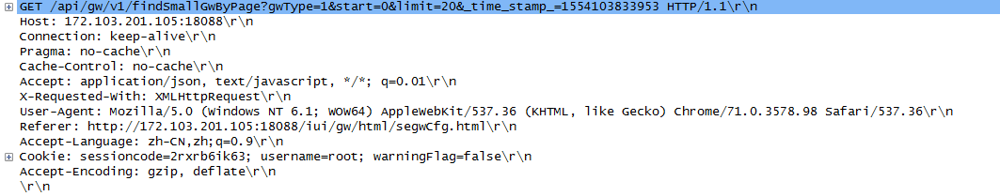 GET /api/gw/v1/findSmallGwByPage?gwType=1&start=0&limit=20&_time_stamp_=1554103833953 HTTP/1.1\r\n
Host: 172.103.201.105:18088\r\n
Connection: keep-alive\r\n
Pragma: no-cache\r\n
Cache-Control: no-cache\r\n
Accept: application/json, text/javascript, */*; q=0.01\r\n
X-Requested-With: XMLHttpRequest\r\n
User-Agent: Mozilla/5.0 (Windows NT 6.1; WOW64) AppleWebKit/537.36 (KHTML, like Gecko) Chrome/71.0.3578.98 Safari/537.36\r\n
Referer: http://172.103.201.105:18088/iui/gw/html/segwCfg.html\r\n
Accept-Language: zh-CN,zh;q=0.9\r\n
Cookie: sessioncode=2rxrb6ik63; username=root; warningFlag=false\r\n
Accept-Encoding: gzip, deflate\r\n
\r\n